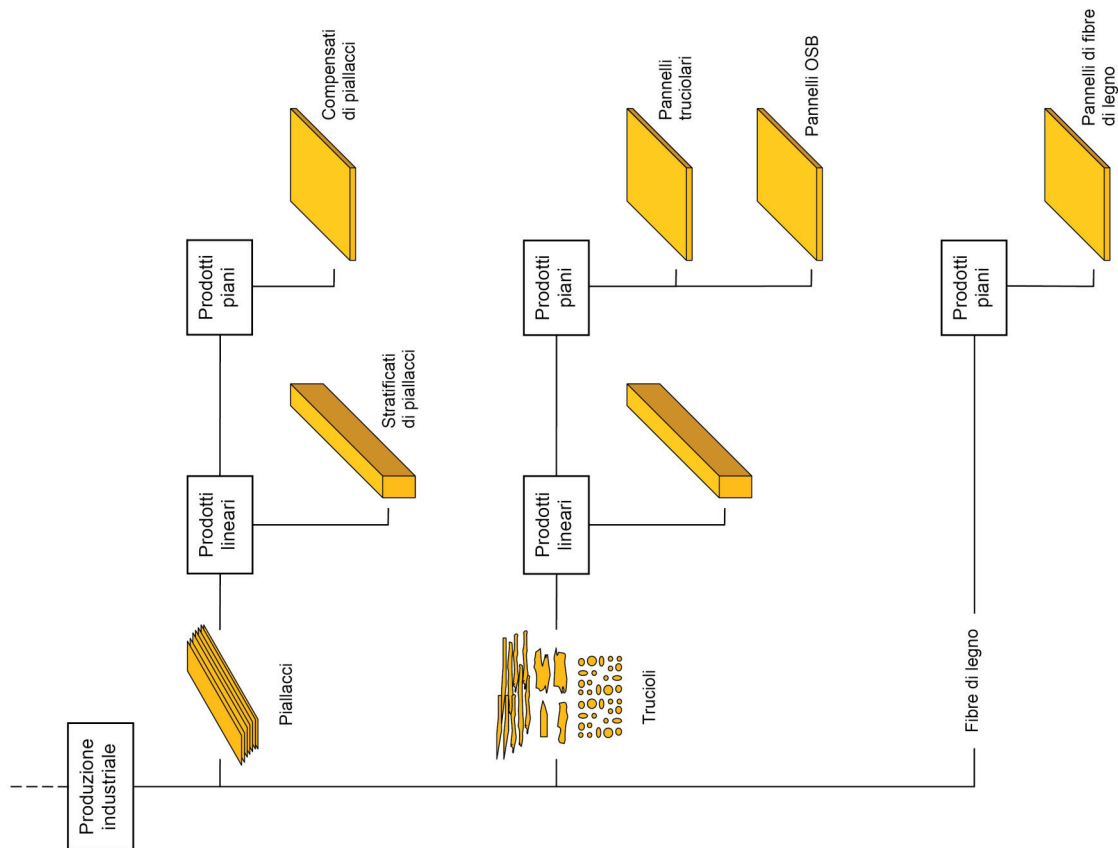 Produzione
industriale
Piallacci
Prodotti
lineari
Stratificati
di piallacci
Prodotti
piani
Compensati
di piallacci
Trucioli
Prodotti
lineari
Prodotti
piani
Pannelli
truciolari
Pannelli OSB
Fibre di legno
Prodotti
piani
Pannelli di fibre
di legno